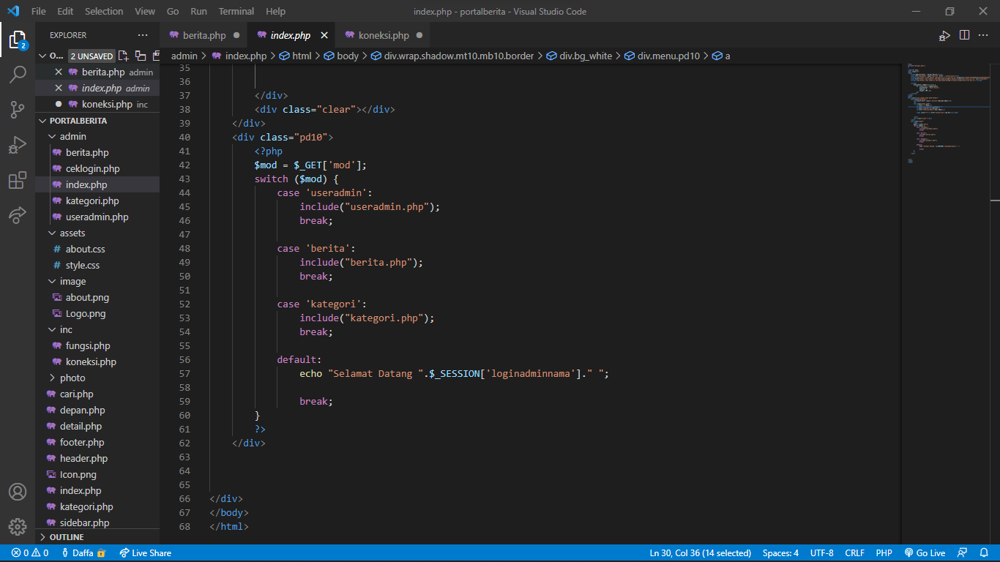 File Edit Selection View Go Run Terminal Help index.php - portalberita - Visual Studio Code
EXPLORER ···
berita.php index.php koneksi.php
O... 2 UNSAVED
admin > index.php > html > body > div.wrap.shadow.mt10.mb10.border > div.bg_white > div.menu.pd10 > a
berita.php admin
index.php admin
koneksi.php inc
PORTALBERITA
admin
berita.php
ceklogin.php
index.php
kategori.php
useradmin.php
assets
about.css
style.css
image
about.png
Logo.png
inc
fungsi.php
koneksi.php
photo
cari.php
depan.php
detail.php
footer.php
header.php
Icon.png
index.php
kategori.php
sidebar.php
OUTLINE
35
36
37 </div>
38 <div class="clear"></div>
39 </div>
40 <div class="pd10">
41 <?php
42 $mod = $_GET['mod'];
43 switch ($mod) {
44 case 'useradmin':
45 include("useradmin.php");
46 break;
47
48 case 'berita':
49 include("berita.php");
50 break;
51
52 case 'kategori':
53 include("kategori.php");
54 break;
55
56 default:
57 echo "Selamat Datang ".$_SESSION['loginadminnama']." ";
58
59 break;
60 }
61 ?>
62 </div>
63
64
65
66 </div>
67 </body>
68 </html>
2
0 0 Daffa Live Share Ln 30, Col 36 (14 selected) Spaces: 4 UTF-8 CRLF PHP Go Live